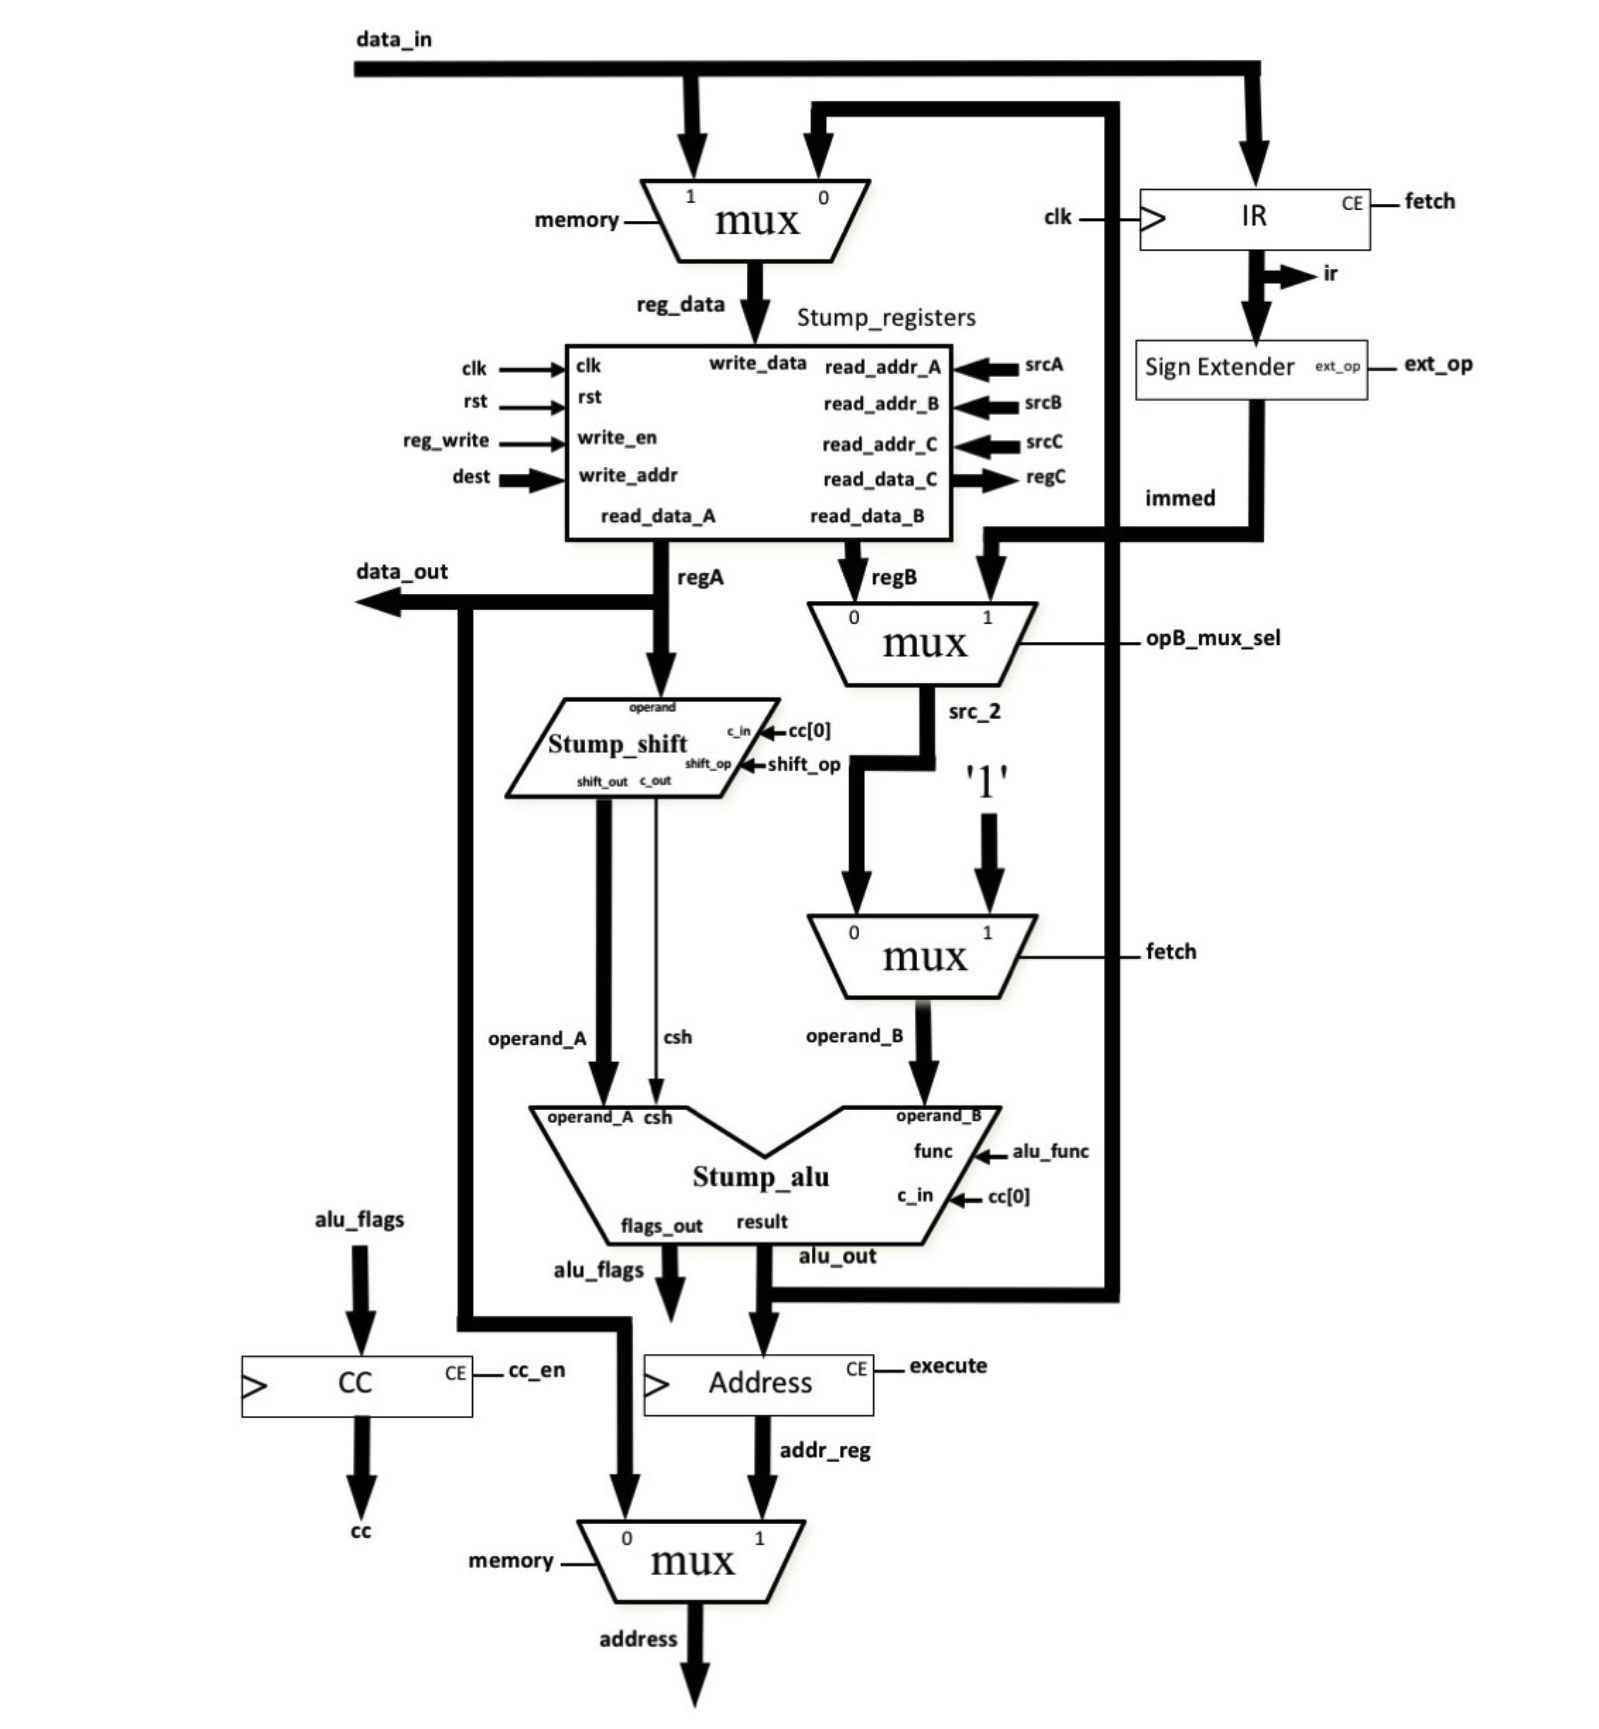 data_in
1
0
memory
mux
clk
IR
CE
fetch
ir
reg_data
Stump_registers
clk
clk
write_data
read_addr_A
srcA
Sign Extender
ext_op
ext_op
rst
rst
read_addr_B
srcB
reg_write
write_en
read_addr_C
srcC
dest
write_addr
read_data_C
regC
immed
read_data_A
read_data_B
data_out
regA
regB
0
1
mux
opB_mux_sel
operand
src_2
c_in
cc[0]
Stump_shift
shift_op
shift_op
shift_out
c_out
'1'
0
1
mux
fetch
operand_A
csh
operand_B
operand_A
csh
operand_B
func
alu_func
Stump_alu
c_in
cc[0]
alu_flags
flags_out
result
alu_flags
alu_out
CC
CE
cc_en
Address
CE
execute
addr_reg
cc
0
1
memory
mux
address